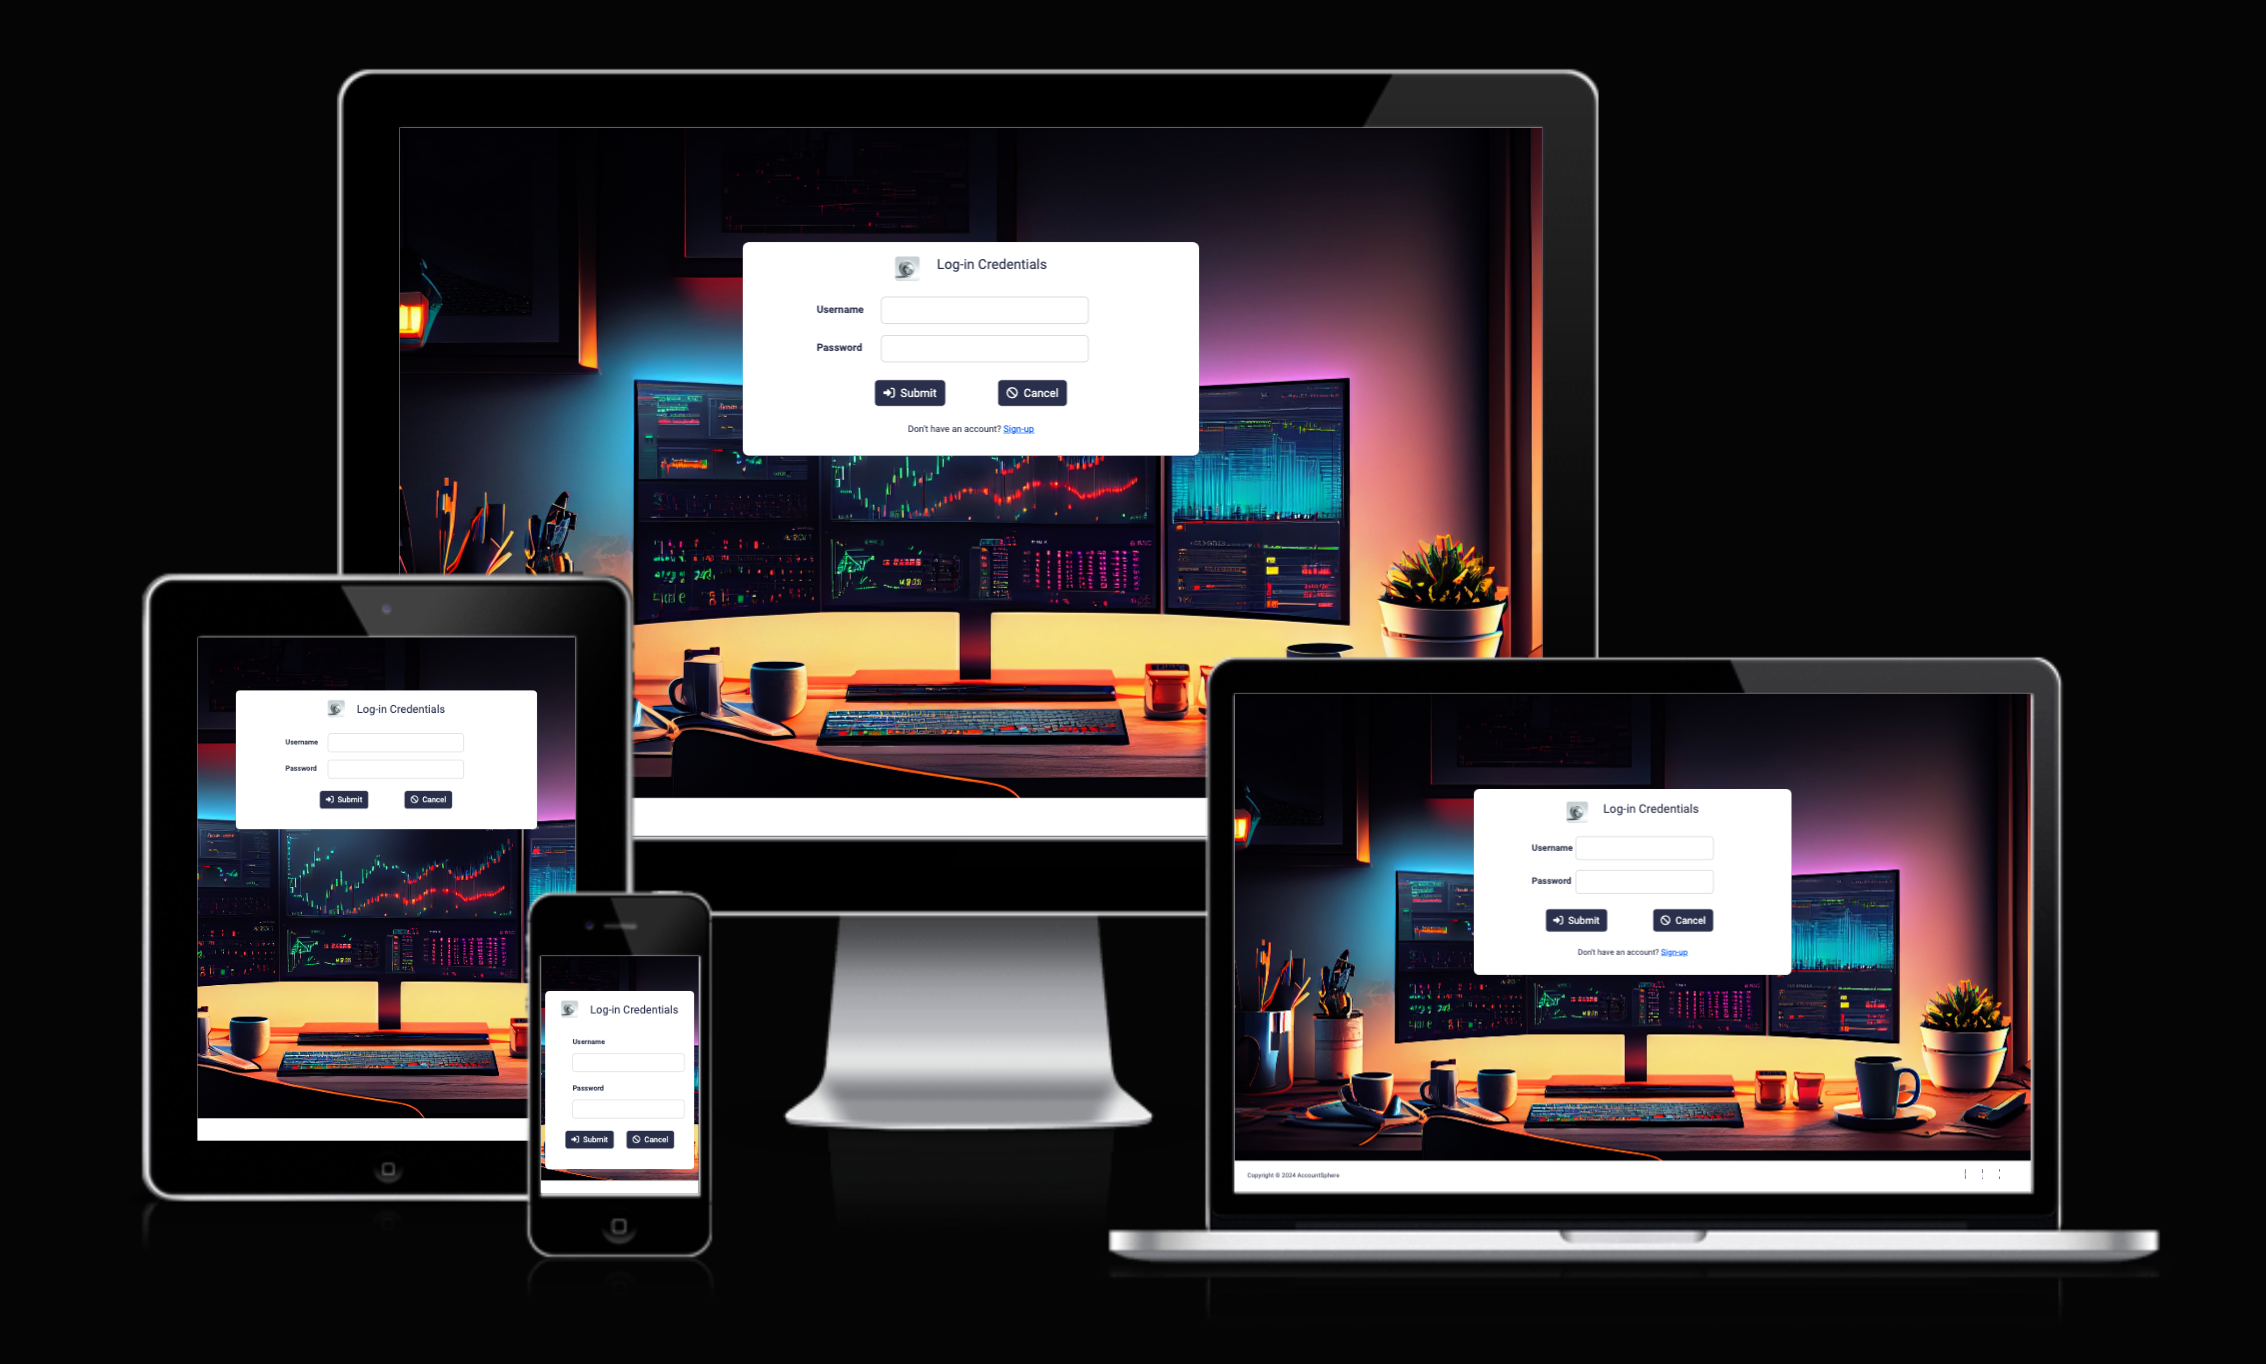 Log-in Credentials
Username
Password
Submit Cancel
Don't have an account? Sign-up
Log-in Credentials
Username
Password
Submit Cancel
Log-in Credentials
Username
Password
Submit Cancel
Log-in Credentials
Username
Password
Submit Cancel
Don't have an account? Sign-up
Copyright © 2024 AccountSphere